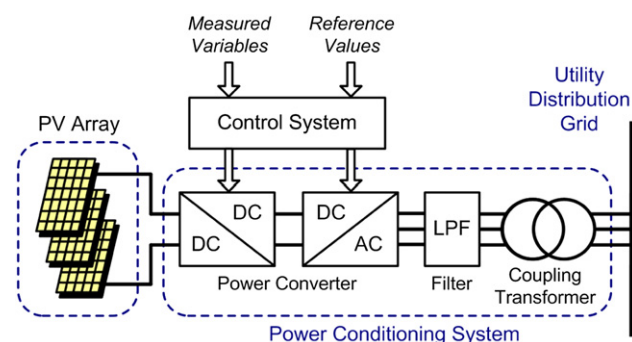 Measured
Variables
Reference
Values
Utility
Distribution
Grid
PV Array
Control System
DC
DC
DC
AC
LPF
Power Converter
Filter
Coupling
Transformer
Power Conditioning System